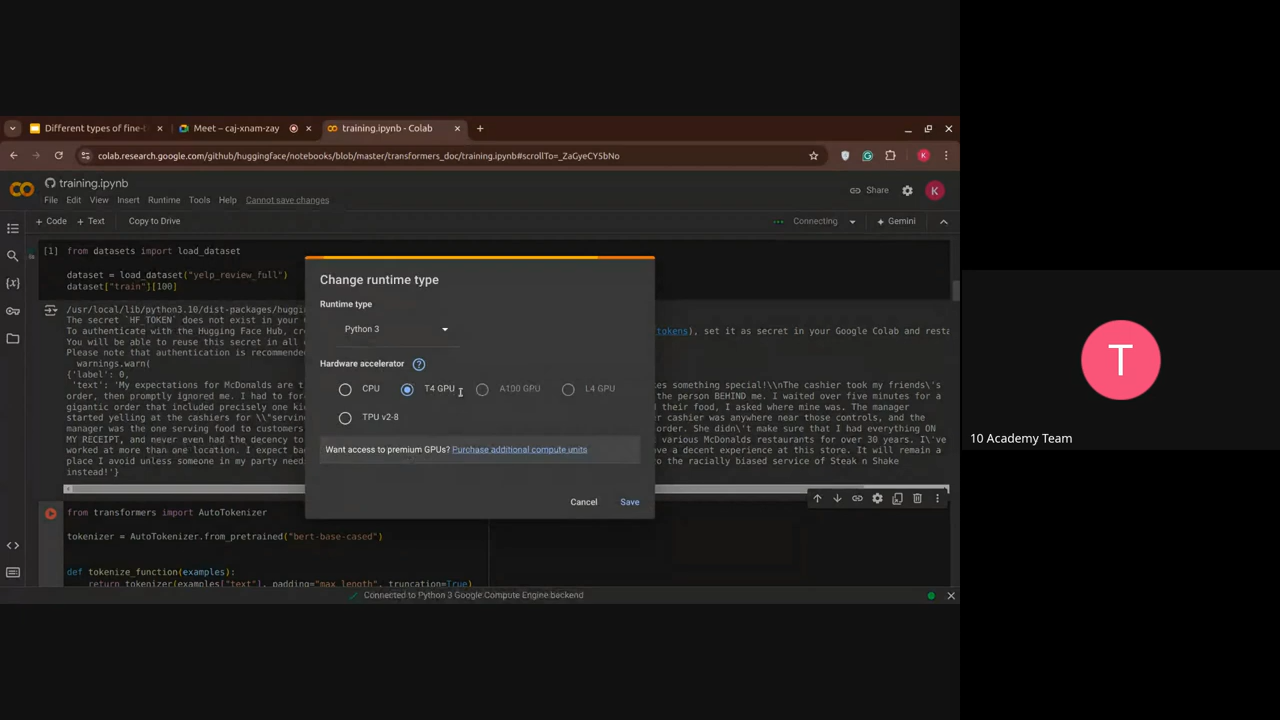 Different types of fine-
Meet – caj-xnam-zay
training.ipynb - Colab
colab.research.google.com/github/huggingface/notebooks/blob/master/transformers_doc/training.ipynb#scrollTo=_ZaGyeCY5bNo
K
training.ipynb
Share
K
File Edit View Insert Runtime Tools Help Cannot save changes
+ Code + Text Copy to Drive
Connecting
Gemini
[1] from datasets import load_dataset
dataset = load_dataset("yelp_review_full")
dataset["train"][100]
/usr/local/lib/python3.10/dist-packages/hugg
The secret `HF_TOKEN` does not exist in your
To authenticate with the Hugging Face Hub, cr
tokens), set it as secret in your Google Colab and resta
You will be able to reuse this secret in all
Please note that authentication is recommende
warnings.warn(
{'label': 0,
'text': 'My expectations for McDonalds are t
es something special!\\nThe cashier took my friends\'s
order, then promptly ignored me. I had to for
the person BEHIND me. I waited over five minutes for a
gigantic order that included precisely one ki
their food, I asked where mine was. The manager
started yelling at the cashiers for \\"servin
cashier was anywhere near those controls, and the
manager was the one serving food to customers
order. She didn\'t make sure that I had everything ON
MY RECEIPT, and never even had the decency to
various McDonalds restaurants for over 30 years. I\'ve
worked at more than one location. I expect ba
ve a decent experience at this store. It will remain a
place I avoid unless someone in my party need
o the racially biased service of Steak n Shake
instead!'}
Change runtime type
Runtime type
Python 3
Hardware accelerator ?
CPU T4 GPU A100 GPU L4 GPU
TPU v2-8
Want access to premium GPUs? Purchase additional compute units
Cancel Save
from transformers import AutoTokenizer
tokenizer = AutoTokenizer.from_pretrained("bert-base-cased")
def tokenize_function(examples):
return tokenizer(examples["text"], padding="max_length", truncation=True)
Connected to Python 3 Google Compute Engine backend
T
10 Academy Team